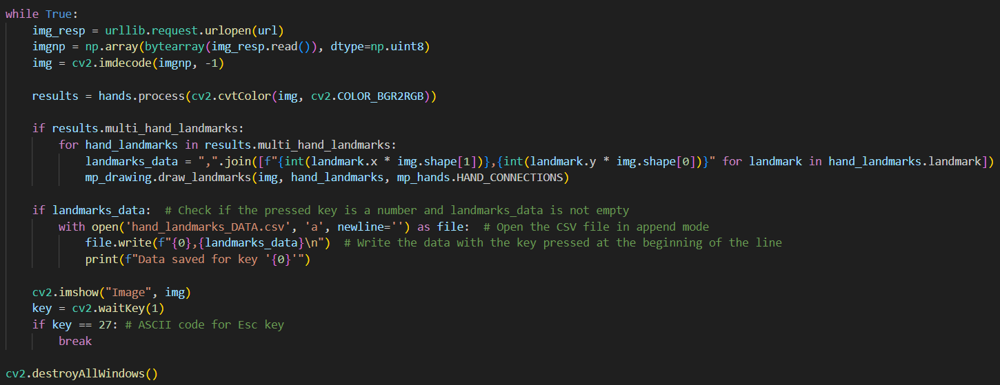 while True:
    img_resp = urllib.request.urlopen(url)
    imgnp = np.array(bytearray(img_resp.read()), dtype=np.uint8)
    img = cv2.imdecode(imgnp, -1)

    results = hands.process(cv2.cvtColor(img, cv2.COLOR_BGR2RGB))

    if results.multi_hand_landmarks:
        for hand_landmarks in results.multi_hand_landmarks:
            landmarks_data = ",".join([f"{int(landmark.x * img.shape[1])},{int(landmark.y * img.shape[0])}" for landmark in hand_landmarks.landmark])
            mp_drawing.draw_landmarks(img, hand_landmarks, mp_hands.HAND_CONNECTIONS)

    if landmarks_data:  # Check if the pressed key is a number and landmarks_data is not empty
        with open('hand_landmarks_DATA.csv', 'a', newline='') as file:  # Open the CSV file in append mode
            file.write(f"{0},{landmarks_data}\n")  # Write the data with the key pressed at the beginning of the line
            print(f"Data saved for key '{0}'")

    cv2.imshow("Image", img)
    key = cv2.waitKey(1)
    if key == 27: # ASCII code for Esc key
        break

cv2.destroyAllWindows()